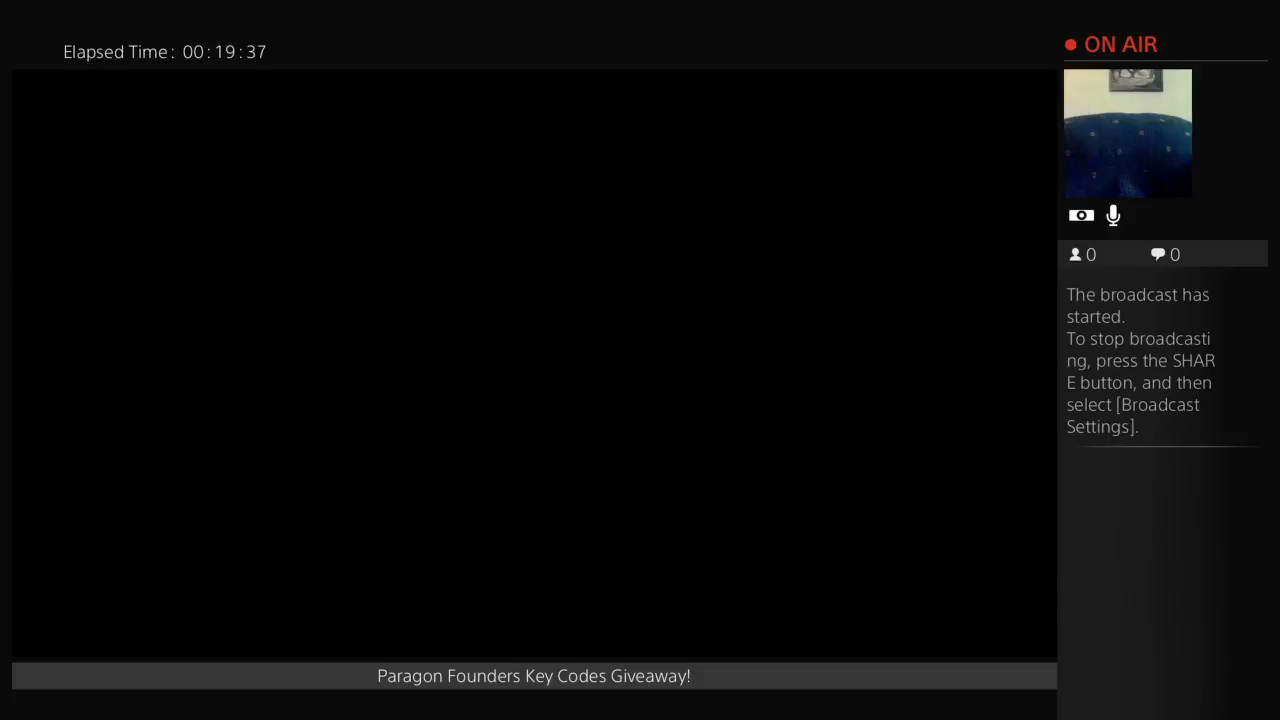 Elapsed Time: 00:19:37
ON AIR
0 0
The broadcast has
started.
To stop broadcasti
ng, press the SHAR
E button, and then
select [Broadcast
Settings].
Paragon Founders Key Codes Giveaway!